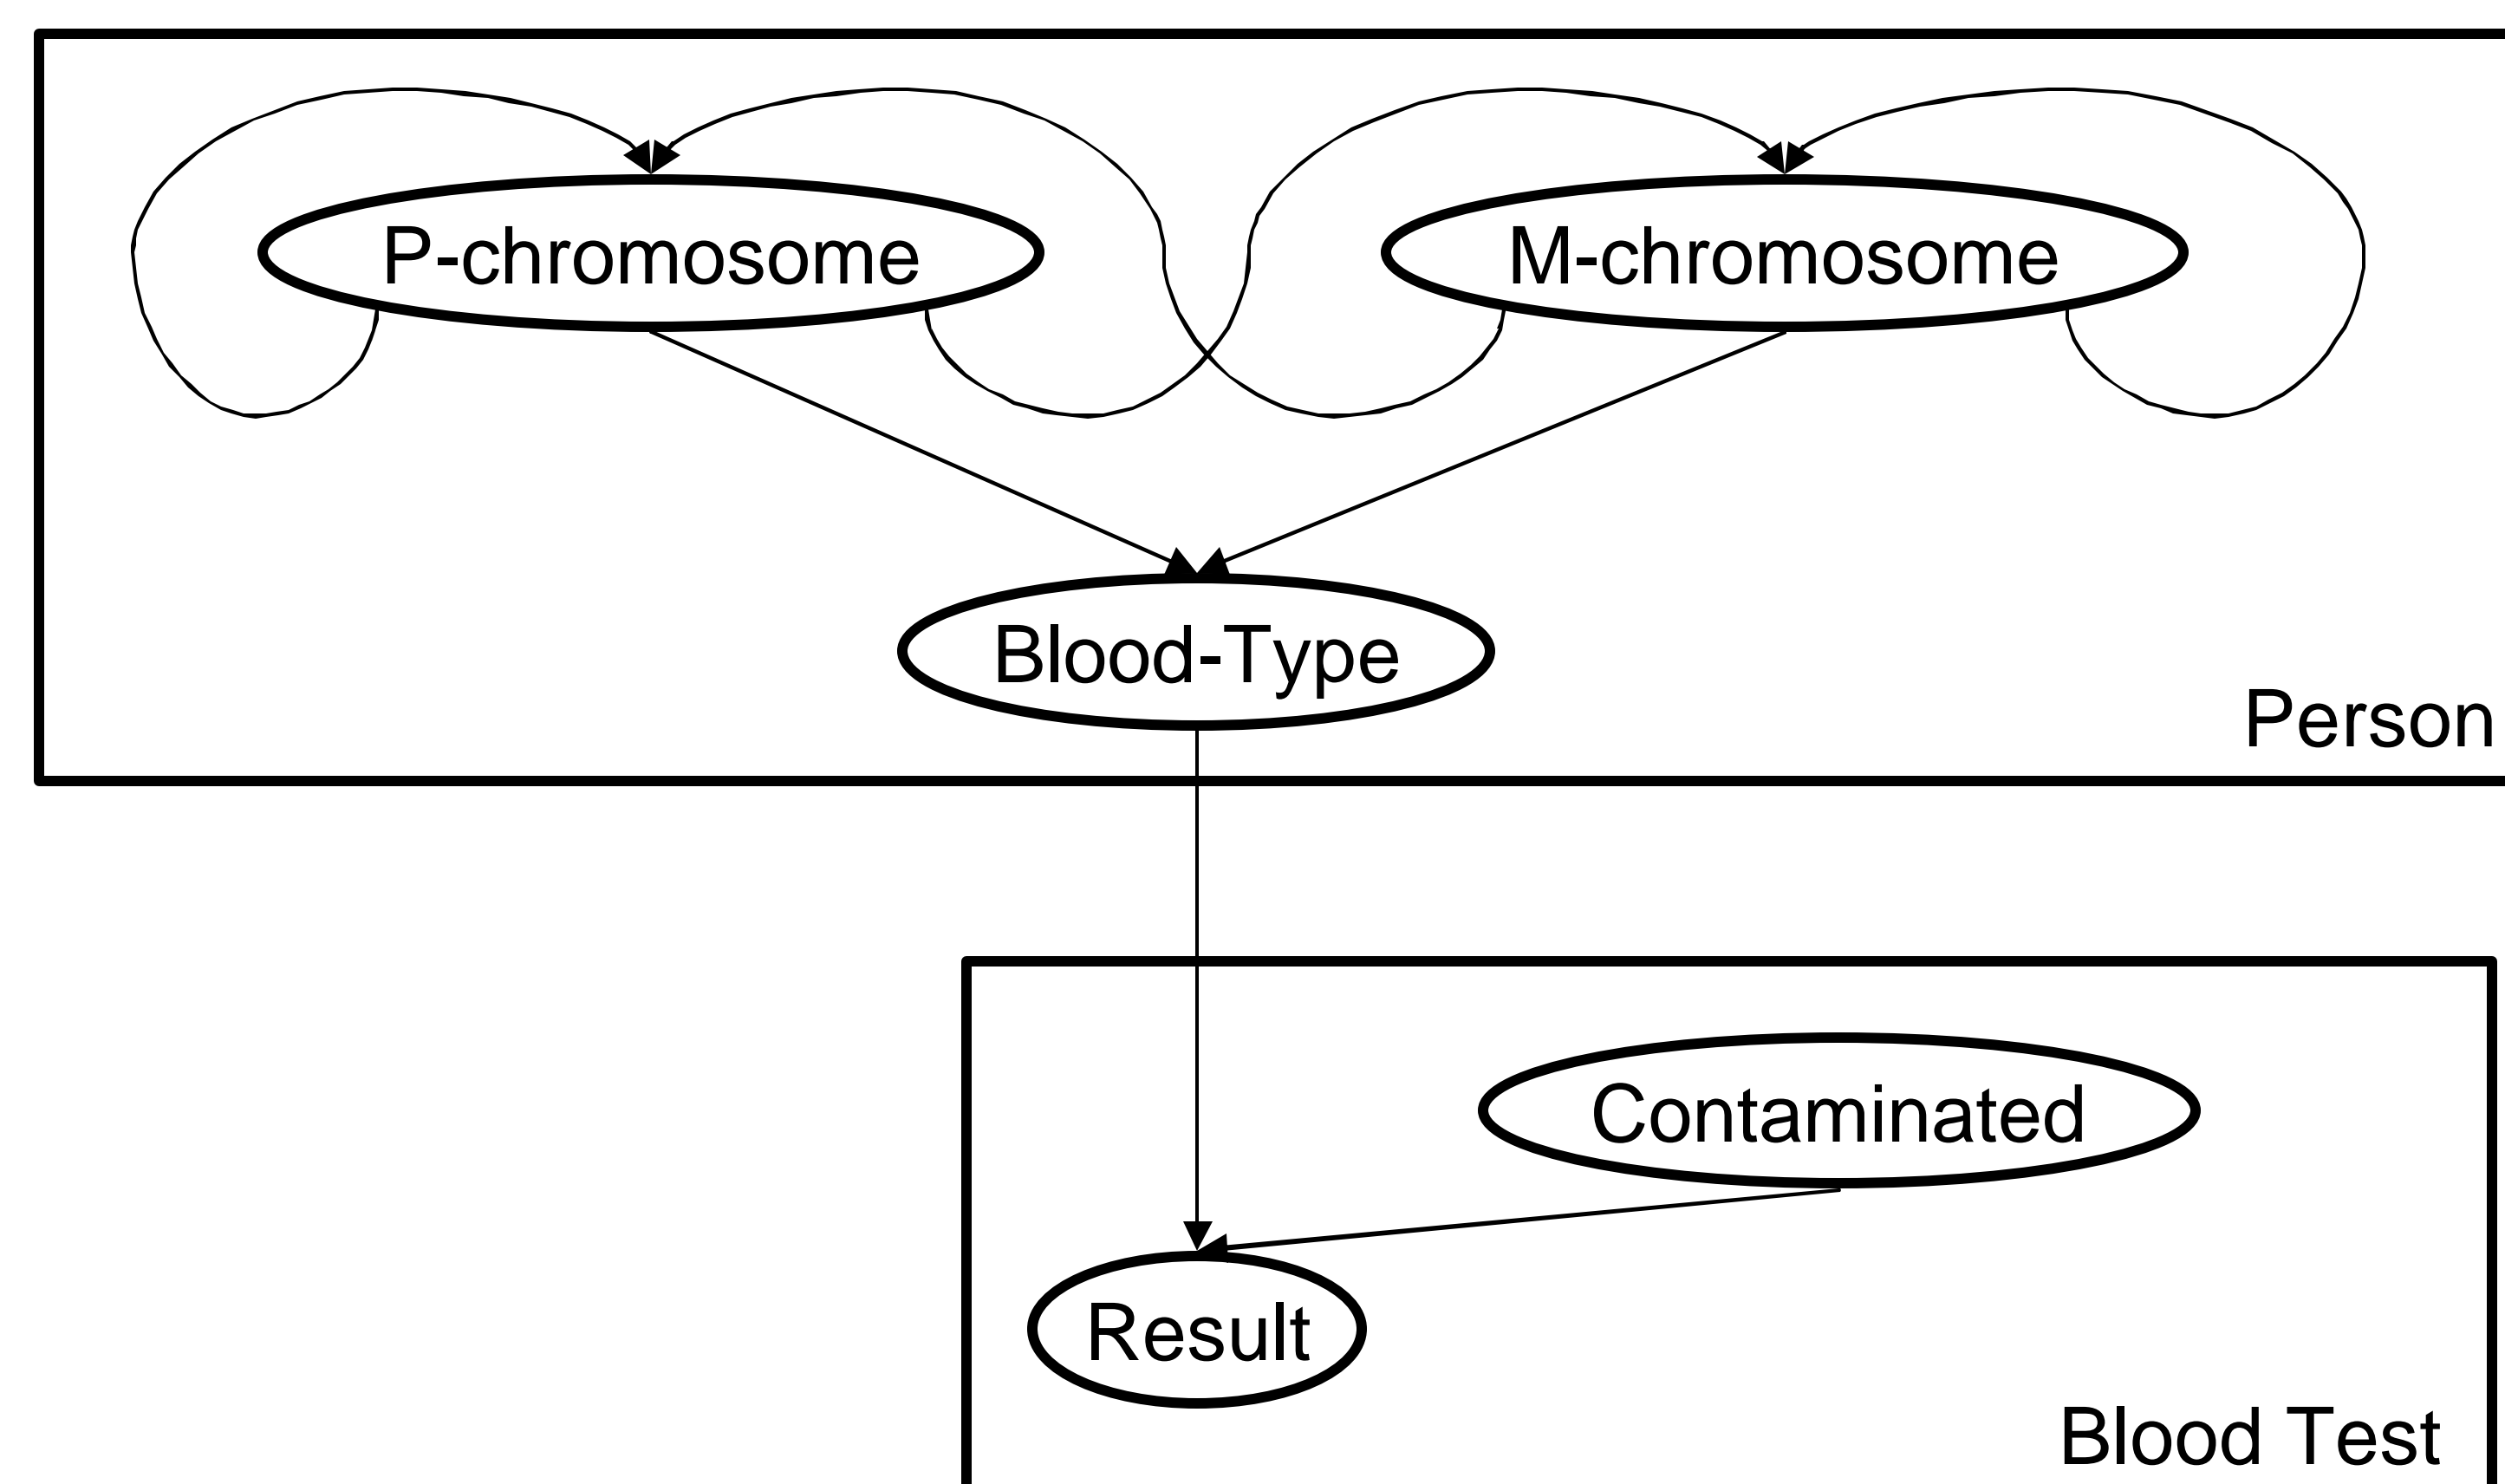 P-chromosome
M-chromosome
Blood-Type
Person
Contaminated
Result
Blood Test